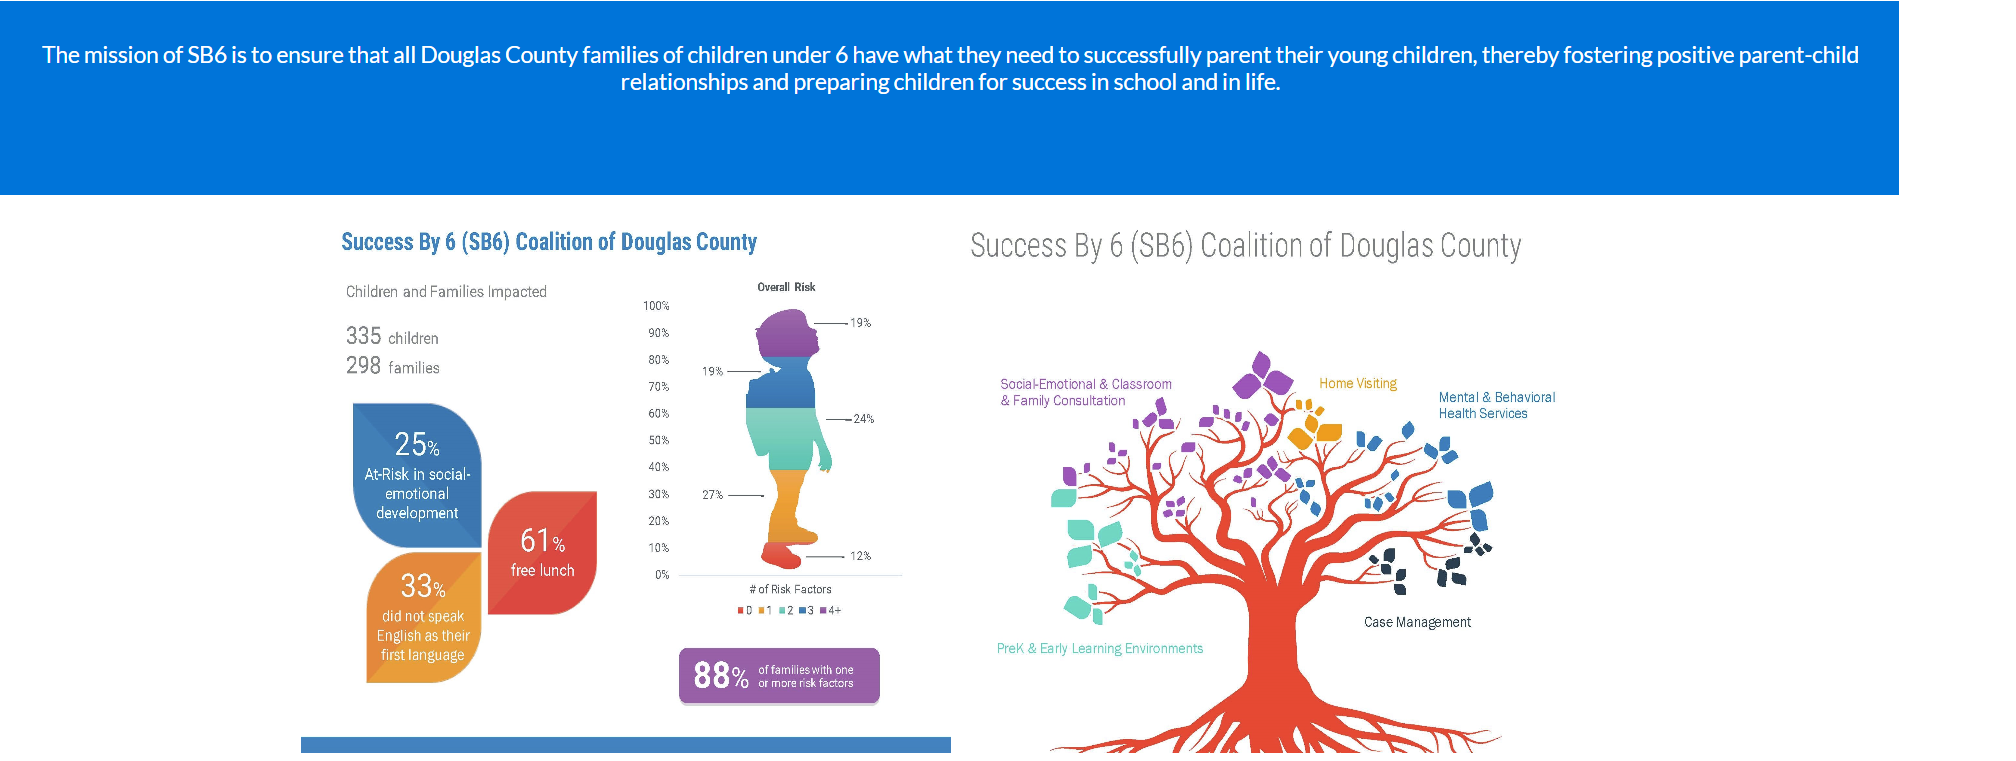 The mission of SB6 is to ensure that all Douglas County families of children under 6 have what they need to successfully parent their young children, thereby fostering positive parent-child
relationships and preparing children for success in school and in life.
Success By 6 (SB6) Coalition of Douglas County
Children and Families Impacted
335 children
298 families
25%
At-Risk in social-
emotional
development
61%
free lunch
33%
did not speak
English as their
first language
Overall Risk
100%
90%
80%
70%
60%
50%
40%
30%
20%
10%
0%
19%
19%
24%
27%
12%
# of Risk Factors
0 1 2 3 4+
88% of families with one
or more risk factors
Success By 6 (SB6) Coalition of Douglas County
Social-Emotional & Classroom
& Family Consultation
Home Visiting
Mental & Behavioral
Health Services
Case Management
PreK & Early Learning Environments